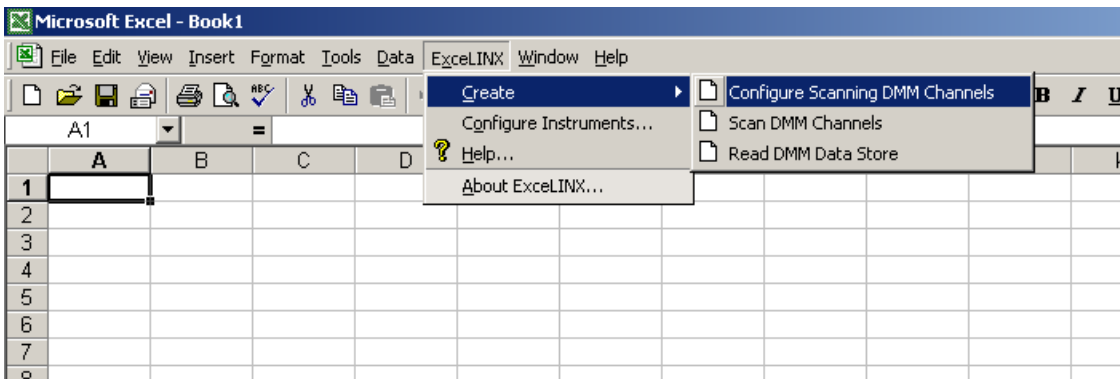 Microsoft Excel - Book1
File Edit View Insert Format Tools Data ExceLINX Window Help
Create
Configure Scanning DMM Channels
Configure Instruments...
Scan DMM Channels
Help...
Read DMM Data Store
About ExceLINX...
ABC
B I U
A1 =
A B C D
1
2
3
4
5
6
7
8